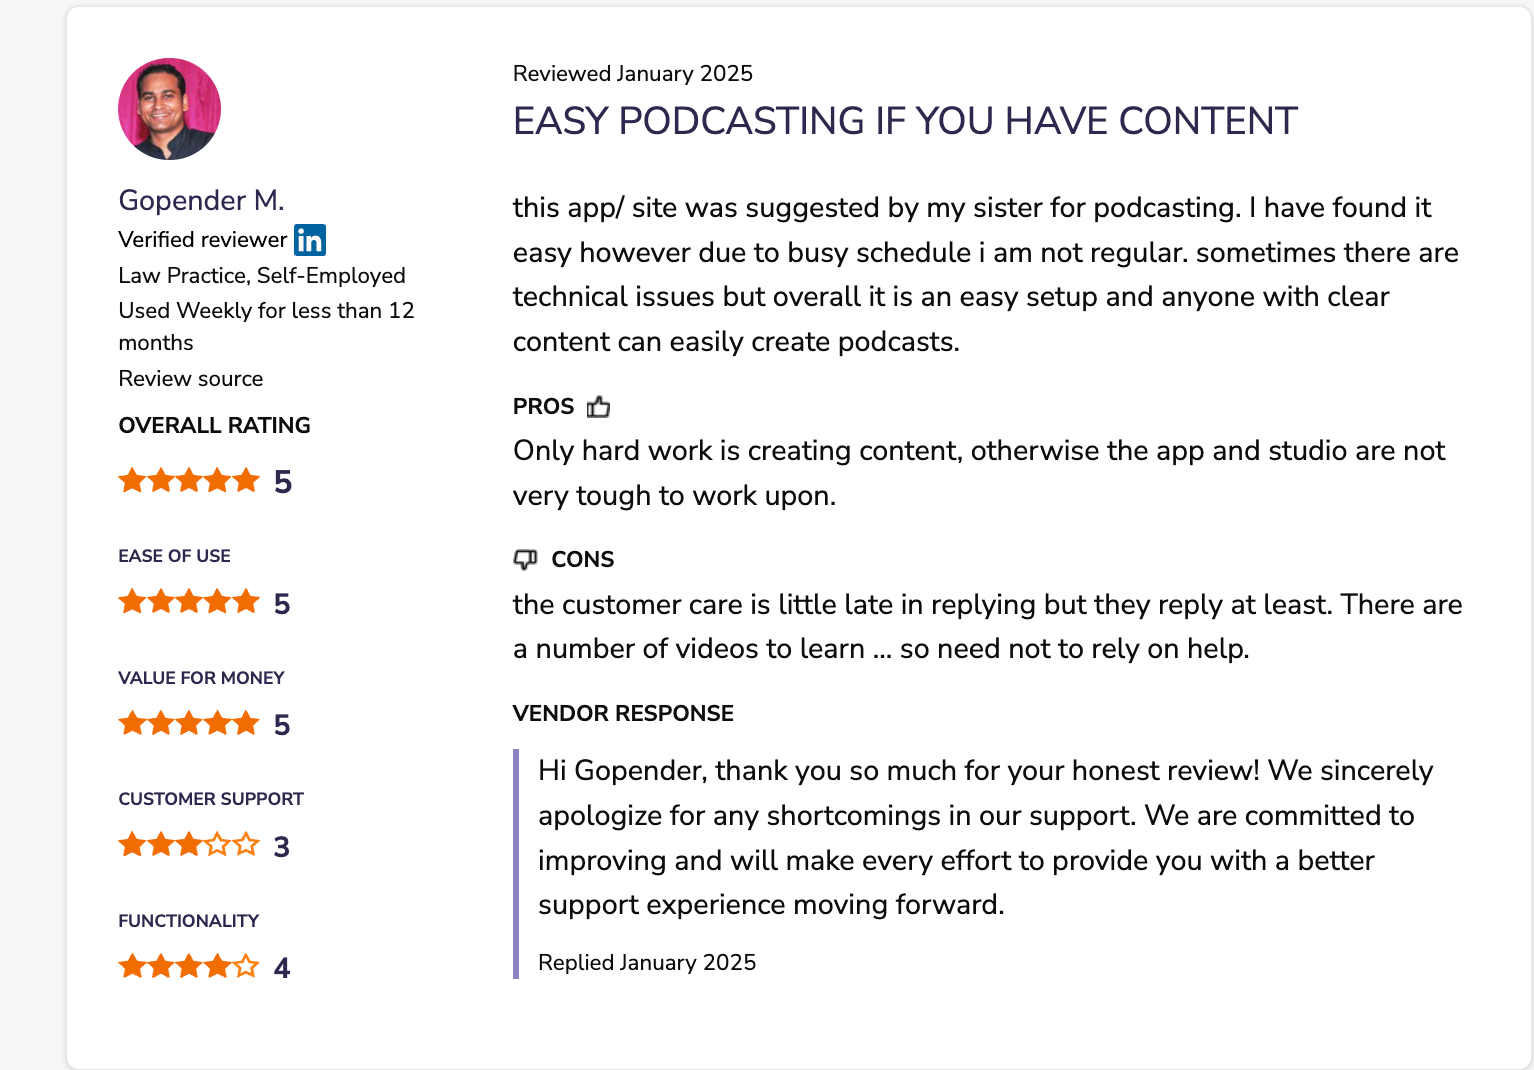 Gopender M.
Verified reviewer in
Law Practice, Self-Employed
Used Weekly for less than 12
months
Review source
OVERALL RATING
5
EASE OF USE
5
VALUE FOR MONEY
5
CUSTOMER SUPPORT
3
FUNCTIONALITY
4
Reviewed January 2025
EASY PODCASTING IF YOU HAVE CONTENT
this app/ site was suggested by my sister for podcasting. I have found it
easy however due to busy schedule i am not regular. sometimes there are
technical issues but overall it is an easy setup and anyone with clear
content can easily create podcasts.
PROS
Only hard work is creating content, otherwise the app and studio are not
very tough to work upon.
CONS
the customer care is little late in replying but they reply at least. There are
a number of videos to learn ... so need not to rely on help.
VENDOR RESPONSE
Hi Gopender, thank you so much for your honest review! We sincerely
apologize for any shortcomings in our support. We are committed to
improving and will make every effort to provide you with a better
support experience moving forward.
Replied January 2025